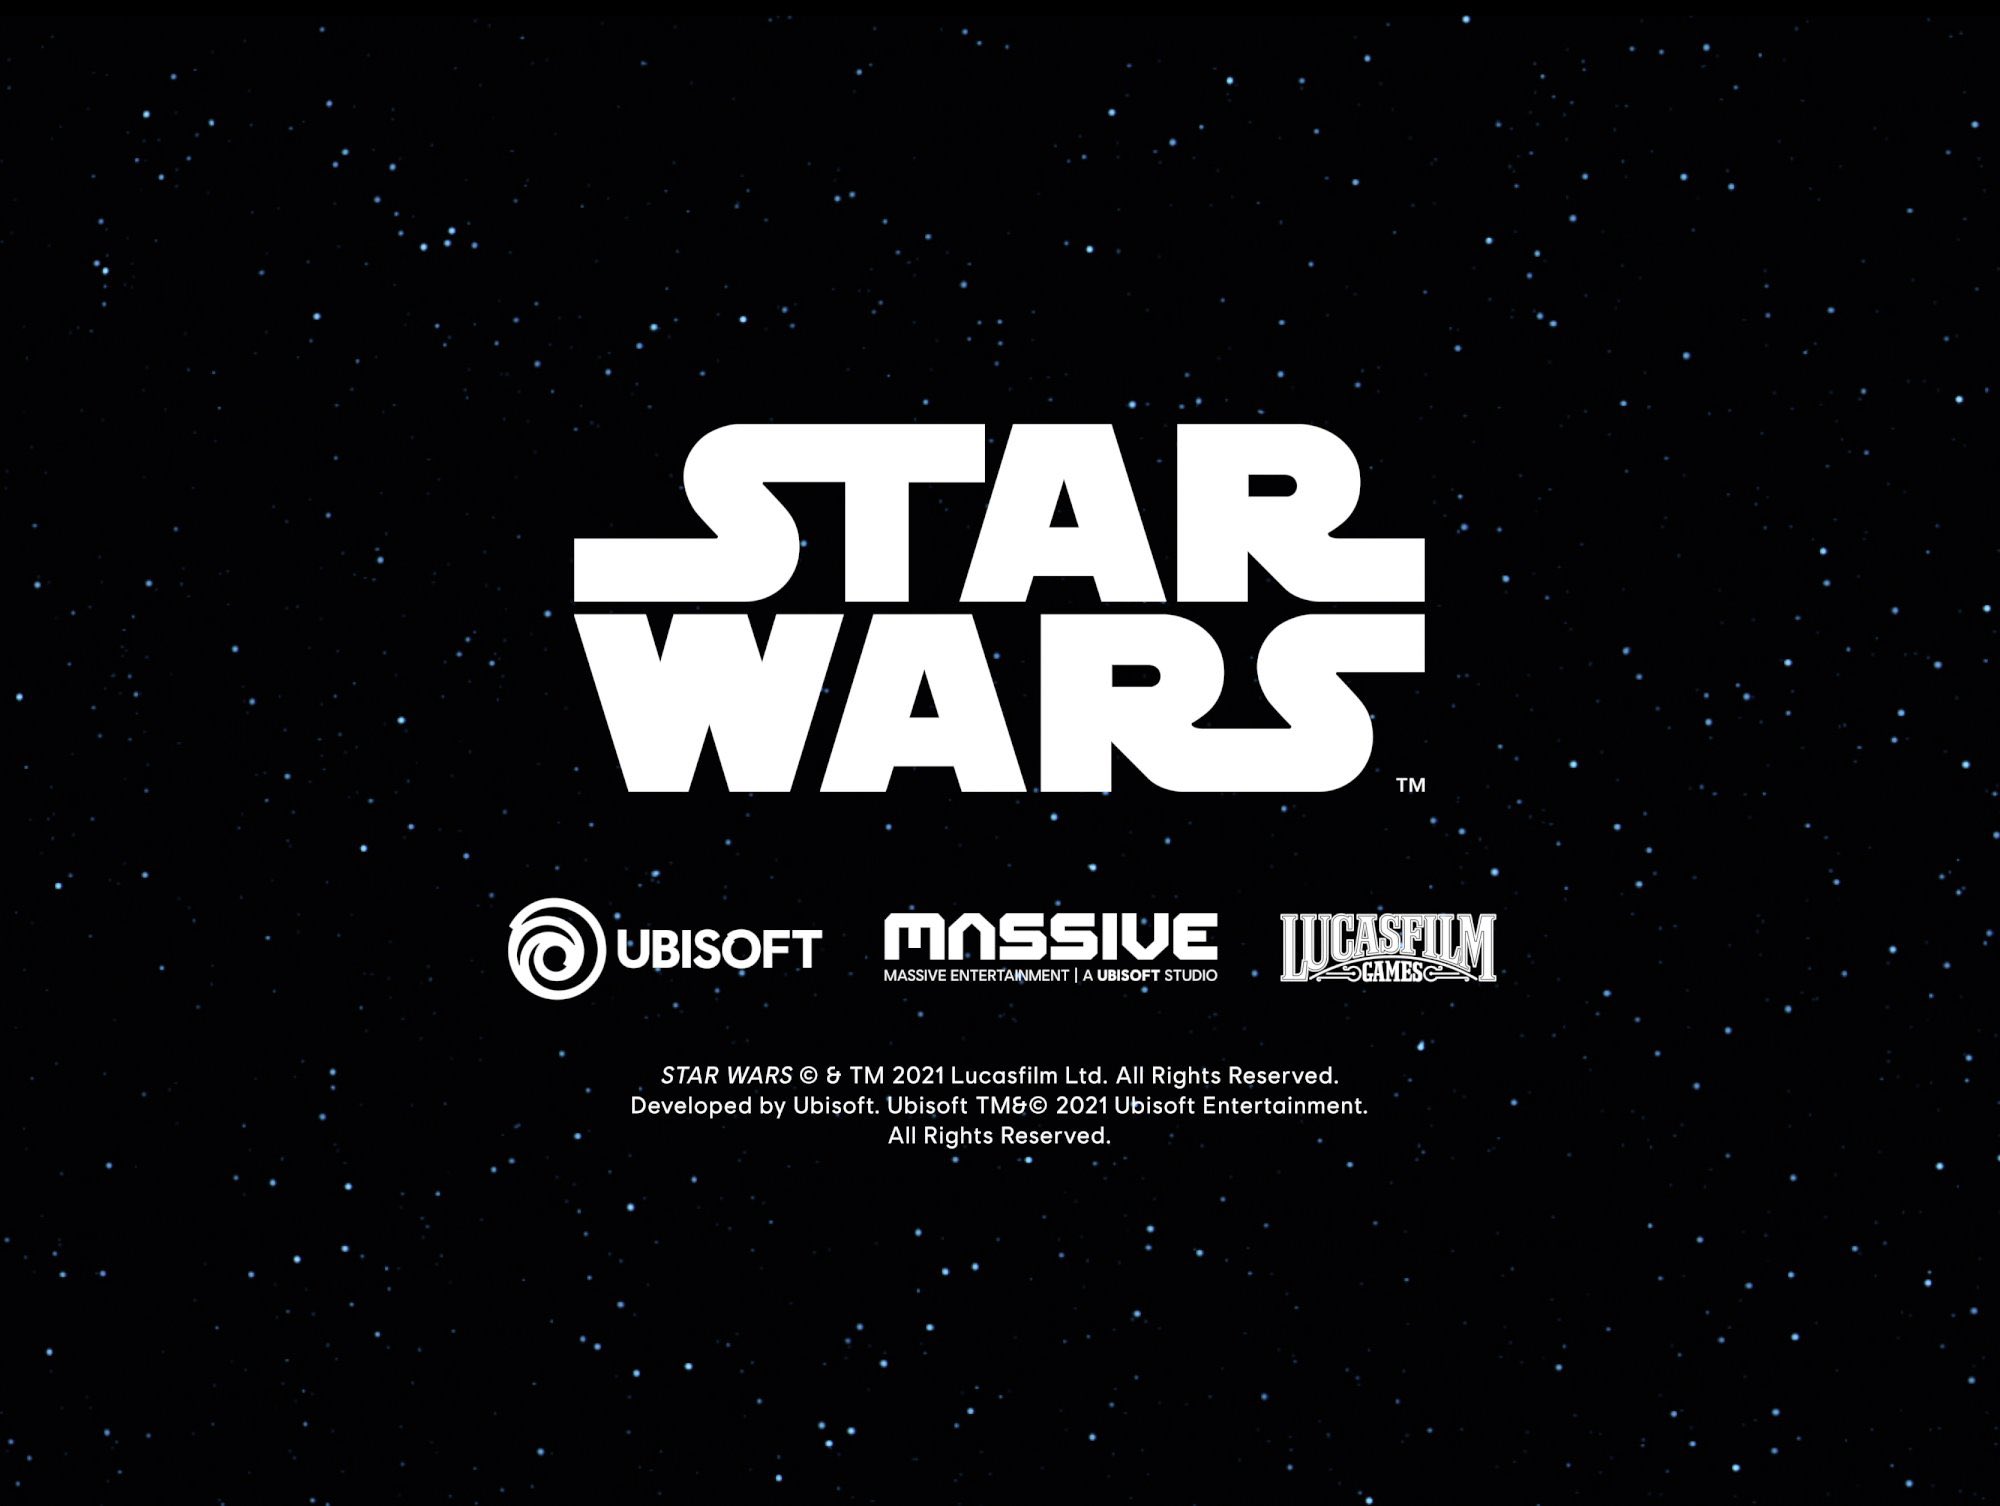 STAR
WARS
TM
UBISOFT
MASSIVE
MASSIVE ENTERTAINMENT | A UBISOFT STUDIO
LUCASFILM
GAMES
STAR WARS © & TM 2021 Lucasfilm Ltd. All Rights Reserved.
Developed by Ubisoft. Ubisoft TM&© 2021 Ubisoft Entertainment.
All Rights Reserved.